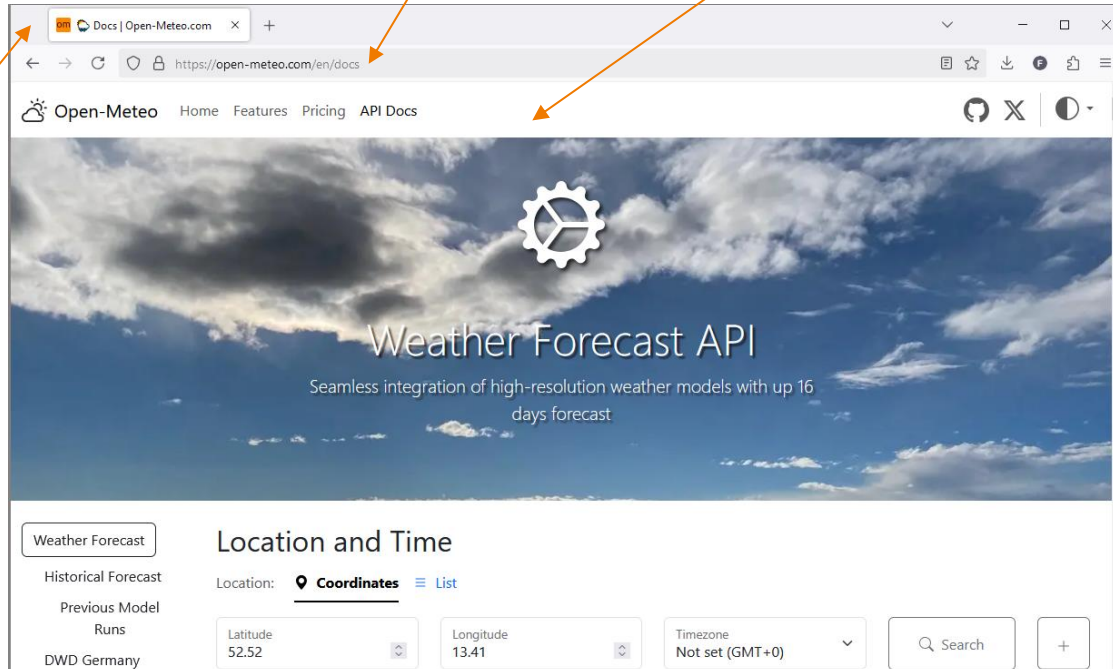 om Docs | Open-Meteo.com
https://open-meteo.com/en/docs
F
Open-Meteo Home Features Pricing API Docs
Weather Forecast API
Seamless integration of high-resolution weather models with up 16
days forecast
Weather Forecast
Historical Forecast
Previous Model
Runs
DWD Germany
Location and Time
Location: Coordinates List
Latitude
52.52
Longitude
13.41
Timezone
Not set (GMT+0)
Search